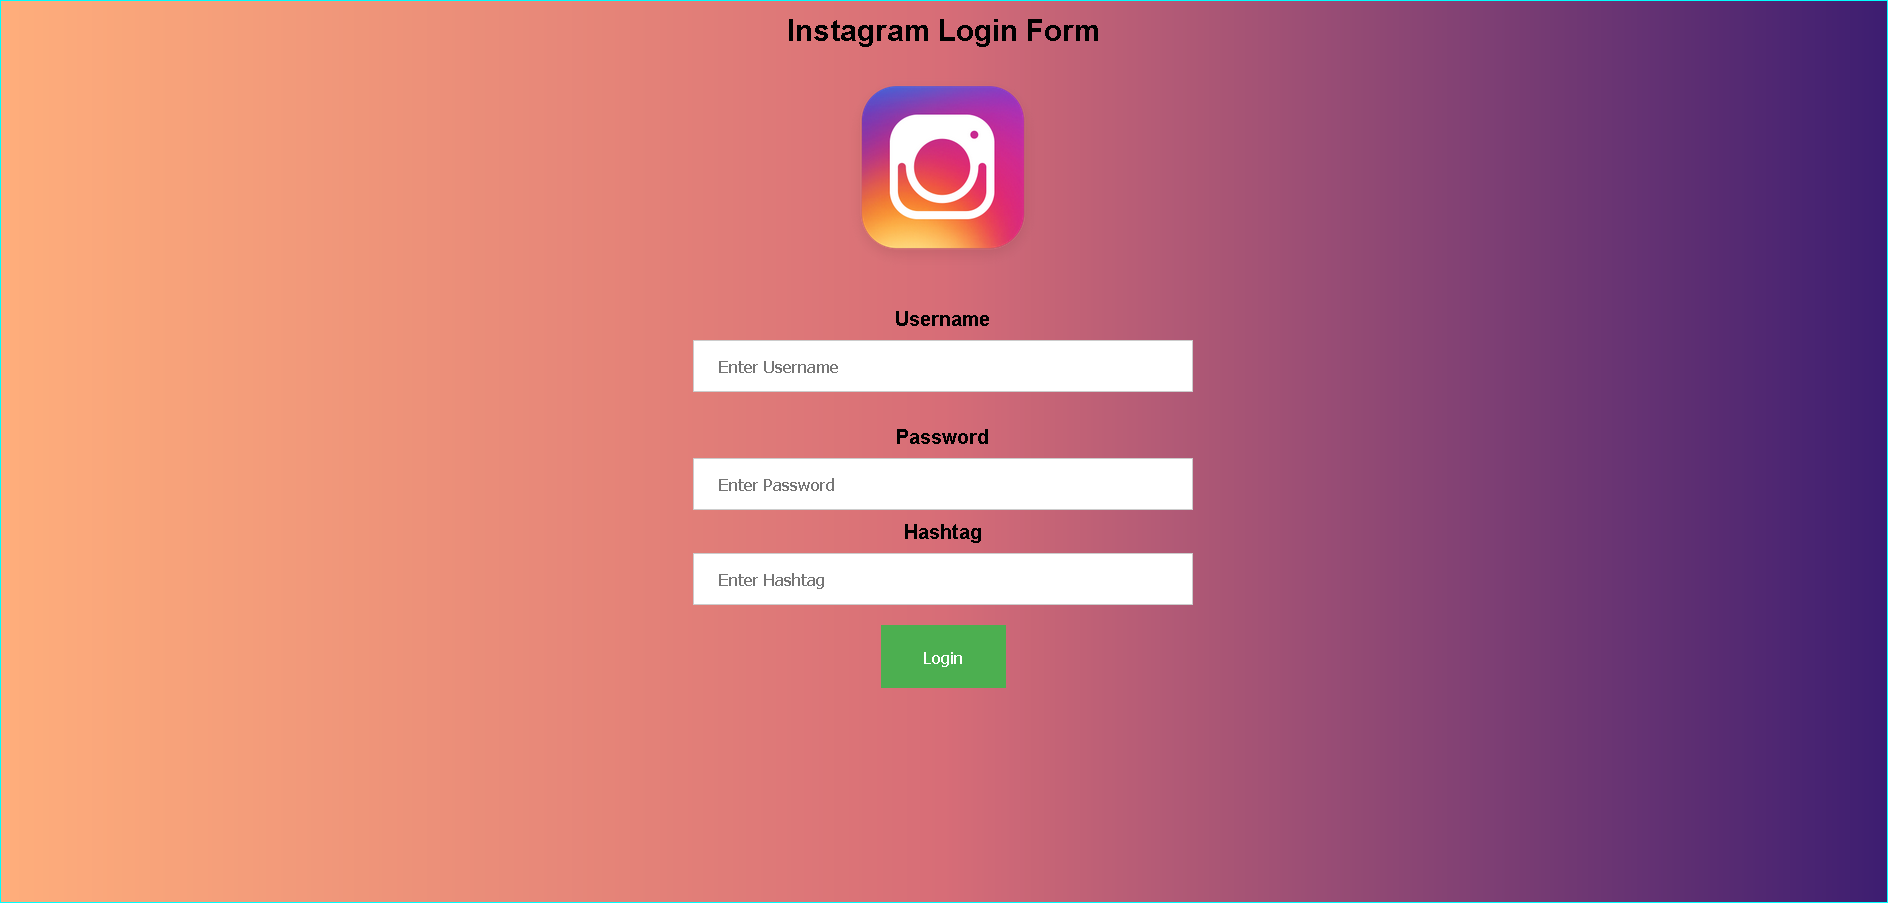 Instagram Login Form
Username
Enter Username
Password
Enter Password
Hashtag
Enter Hashtag
Login